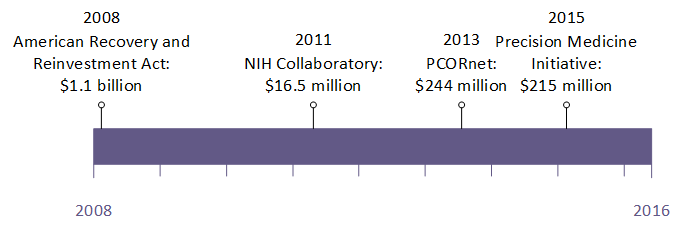 2008
American Recovery and
Reinvestment Act:
$1.1 billion
2011
NIH Collaboratory:
$16.5 million
2013
PCORnet:
$244 million
2015
Precision Medicine
Initiative:
$215 million
2008
2016